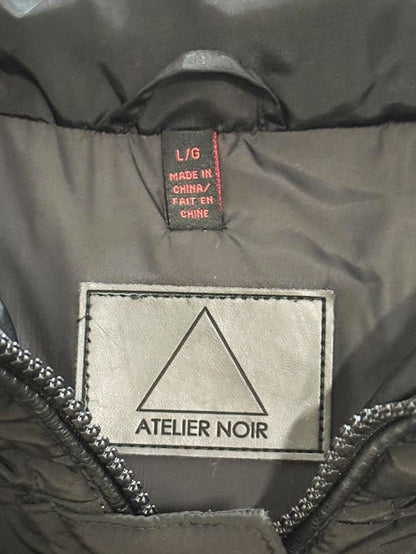 L/G
MADE IN
CHINA/
FAIT EN
CHINE
ATELIER NOIR